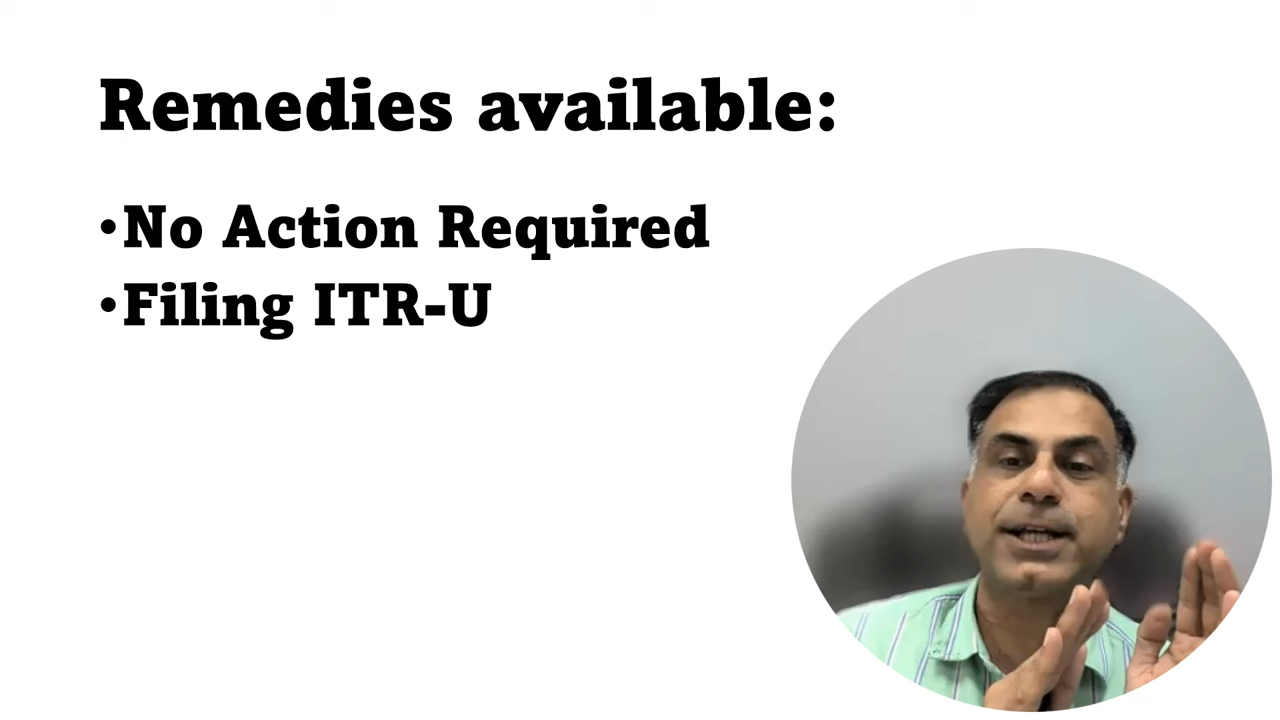 Remedies available:
•No Action Required
•Filing ITR-U